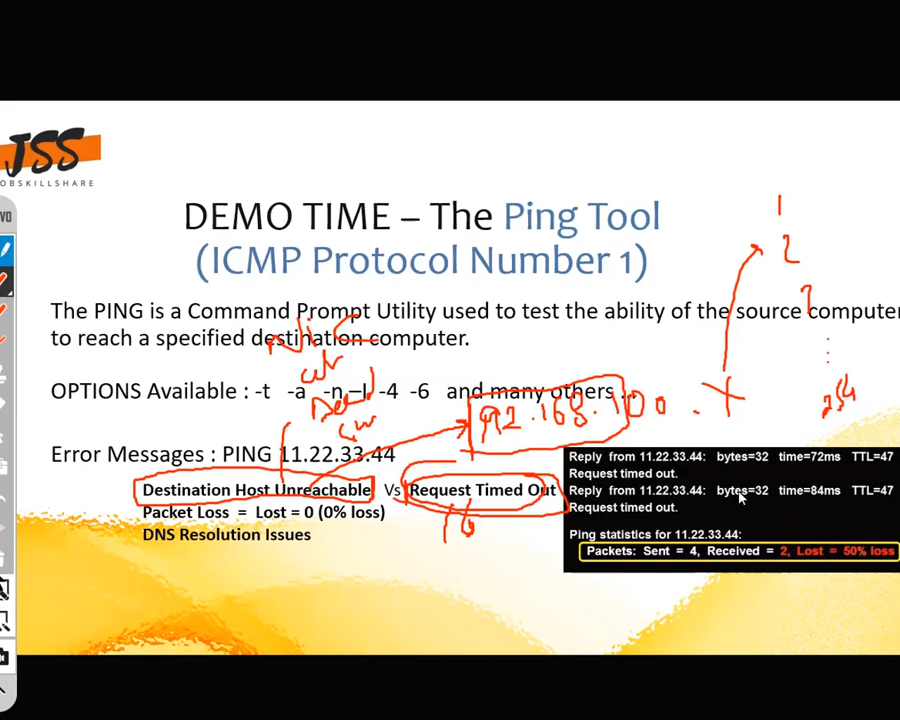 JSS
OBSKILLSHARE
DEMO TIME – The Ping Tool
(ICMP Protocol Number 1)
The PING is a Command Prompt Utility used to test the ability of the source computer
to reach a specified destination computer.
OPTIONS Available : -t -a -n –l -4 -6 and many others ...
192.168.100.
1
2
254
Error Messages : PING 11.22.33.44
Destination Host Unreachable Vs Request Timed Out
Packet Loss = Lost = 0 (0% loss)
DNS Resolution Issues
Reply from 11.22.33.44: bytes=32 time=72ms TTL=47
Request timed out.
Reply from 11.22.33.44: bytes=32 time=84ms TTL=47
Request timed out.
Ping statistics for 11.22.33.44:
Packets: Sent = 4, Received = 2, Lost = 50% loss